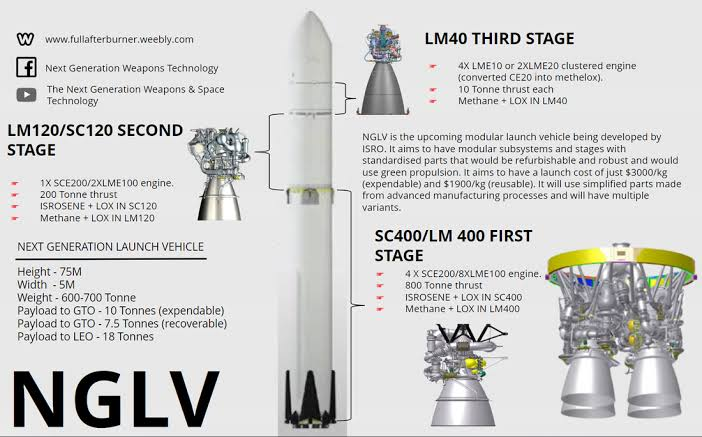 www.fullafterburner.weebly.com
Next Generation Weapons Technology
The Next Generation Weapons & Space
Technology
LM120/SC120 SECOND
STAGE
1X SCE200/2XLME100 engine.
200 Tonne thrust
ISROSENE + LOX IN SC120
Methane + LOX IN LM120
NEXT GENERATION LAUNCH VEHICLE
Height - 75M
Width - 5M
Weight - 600-700 Tonne
Payload to GTO - 10 Tonnes (expendable)
Payload to GTO - 7.5 Tonnes (recoverable)
Payload to LEO - 18 Tonnes
NGLV
LM40 THIRD STAGE
4X LME10 or 2XLME20 clustered engine
(converted CE20 into methelox).
10 Tonne thrust each
Methane + LOX IN LM40
NGLV is the upcoming modular launch vehicle being developed by
ISRO. It aims to have modular subsystems and stages with
standardised parts that would be refurbishable and robust and would
use green propulsion. It aims to have a launch cost of just $3000/kg
(expendable) and $1900/kg (reusable). It will use simplified parts made
from advanced manufacturing processes and will have multiple
variants.
SC400/LM 400 FIRST
STAGE
4 X SCE200/8XLME100 engine.
800 Tonne thrust
ISROSENE + LOX IN SC400
Methane + LOX IN LM400